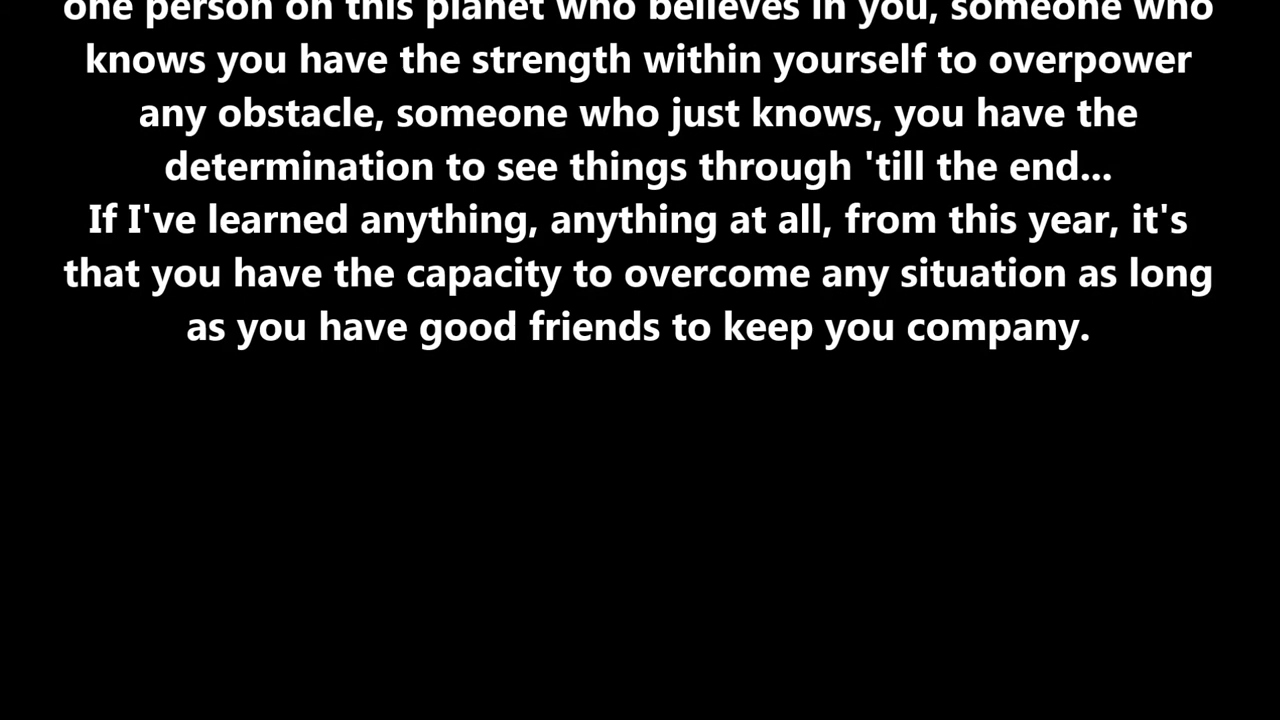 one person on this planet who believes in you, someone who
knows you have the strength within yourself to overpower
any obstacle, someone who just knows, you have the
determination to see things through 'till the end...
If I've learned anything, anything at all, from this year, it's
that you have the capacity to overcome any situation as long
as you have good friends to keep you company.